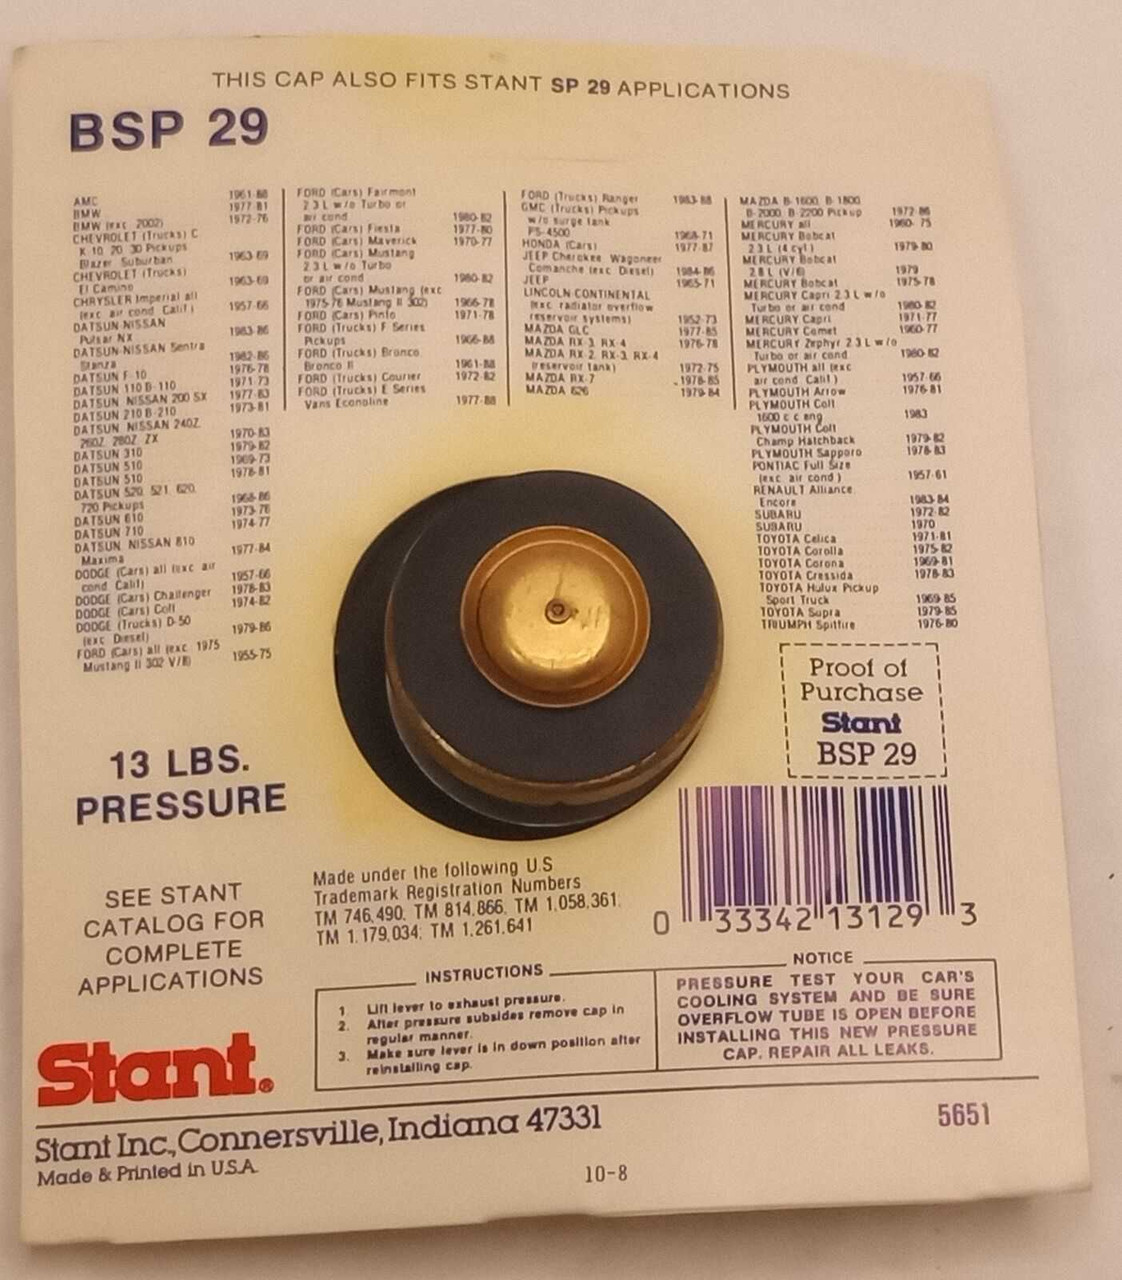 THIS CAP ALSO FITS STANT SP 29 APPLICATIONS
BSP 29
AMC 1961-88
BMW 1977-81
BMW (exc 2002) 1972-76
CHEVROLET (Trucks) C
K-10 20 30 Pickups
Blazer Suburban 1963-69
CHEVROLET (Trucks)
El Camino 1963-69
CHRYSLER Imperial all
(exc air cond Calif) 1957-66
DATSUN-NISSAN
Pulsar NX 1983-86
DATSUN-NISSAN Sentra
Stanza 1982-86
DATSUN F-10 1976-78
DATSUN 110 B-110 1971-73
DATSUN NISSAN 200 SX 1977-83
DATSUN 210 B-210 1973-81
DATSUN NISSAN 240Z
260Z 280Z ZX 1970-83
DATSUN 310 1979-82
DATSUN 510 1969-73
DATSUN 510 1978-81
DATSUN 520 521 620
720 Pickups 1968-86
DATSUN 610 1973-76
DATSUN 710 1974-77
DATSUN NISSAN 810
Maxima 1977-84
DODGE (Cars) all (exc air
cond Calif) 1957-66
DODGE (Cars) Challenger 1978-83
DODGE (Cars) Colt 1974-82
DODGE (Trucks) D-50
(exc Diesel) 1979-86
FORD (Cars) all (exc 1975
Mustang II 302 V/8) 1955-75
FORD (Cars) Fairmont
2.3 L w/o Turbo or
air cond 1980-82
FORD (Cars) Fiesta 1977-80
FORD (Cars) Maverick 1970-77
FORD (Cars) Mustang
2.3 L w/o Turbo
or air cond 1980-82
FORD (Cars) Mustang (exc
1975-76 Mustang II 302) 1966-78
FORD (Cars) Pinto 1971-78
FORD (Trucks) F Series
Pickups 1966-88
FORD (Trucks) Bronco
Bronco II 1961-88
FORD (Trucks) Courier 1972-82
FORD (Trucks) E Series
Vans Econoline 1977-88
FORD (Trucks) Ranger 1983-88
GMC (Trucks) Pickups
w/o surge tank
PS-4500 1968-71
HONDA (Cars) 1977-87
JEEP Cherokee Wagoneer
Comanche (exc Diesel) 1984-86
JEEP 1965-71
LINCOLN-CONTINENTAL
(exc radiator overflow
reservoir systems) 1952-73
MAZDA GLC 1977-85
MAZDA RX-3 RX-4 1976-78
MAZDA RX-2 RX-3 RX-4
(reservoir tank) 1972-75
MAZDA RX-7 1978-85
MAZDA 626 1979-84
MAZDA B-1600 B-1800
B-2000 B-2200 Pickup 1972-86
MERCURY all 1960-75
MERCURY Bobcat
2.3 L (4 cyl) 1979-80
MERCURY Bobcat
2.8 L (V/6) 1979
MERCURY Bobcat 1975-78
MERCURY Capri 2.3 L w/o
Turbo or air cond 1980-82
MERCURY Capri 1971-77
MERCURY Comet 1960-77
MERCURY Zephyr 2.3 L w/o
Turbo or air cond 1980-82
PLYMOUTH all (exc
air cond Calif) 1957-66
PLYMOUTH Arrow 1976-81
PLYMOUTH Colt
1600 c c eng 1983
PLYMOUTH Colt
Champ Hatchback 1979-82
PLYMOUTH Sapporo 1978-83
PONTIAC Full Size
(exc air cond) 1957-61
RENAULT Alliance
Encore 1983-84
SUBARU 1972-82
SUBARU 1970
TOYOTA Celica 1971-81
TOYOTA Corolla 1975-82
TOYOTA Corona 1969-81
TOYOTA Cressida 1978-83
TOYOTA Hulux Pickup
Sport Truck 1969-85
TOYOTA Supra 1979-85
TRIUMPH Spitfire 1976-80
Proof of
Purchase
Stant
BSP 29
13 LBS.
PRESSURE
SEE STANT
CATALOG FOR
COMPLETE
APPLICATIONS
Made under the following U.S
Trademark Registration Numbers
TM 746,490, TM 814,866, TM 1,058,361,
TM 1,179,034; TM 1,261,641
0 33342 13129 3
INSTRUCTIONS
1 Lift lever to exhaust pressure.
2. After pressure subsides remove cap in
regular manner.
3. Make sure lever is in down position after
reinstalling cap.
NOTICE
PRESSURE TEST YOUR CAR'S
COOLING SYSTEM AND BE SURE
OVERFLOW TUBE IS OPEN BEFORE
INSTALLING THIS NEW PRESSURE
CAP. REPAIR ALL LEAKS.
Stant®
Stant Inc., Connersville, Indiana 47331
Made & Printed in U.S.A.
5651
10-8